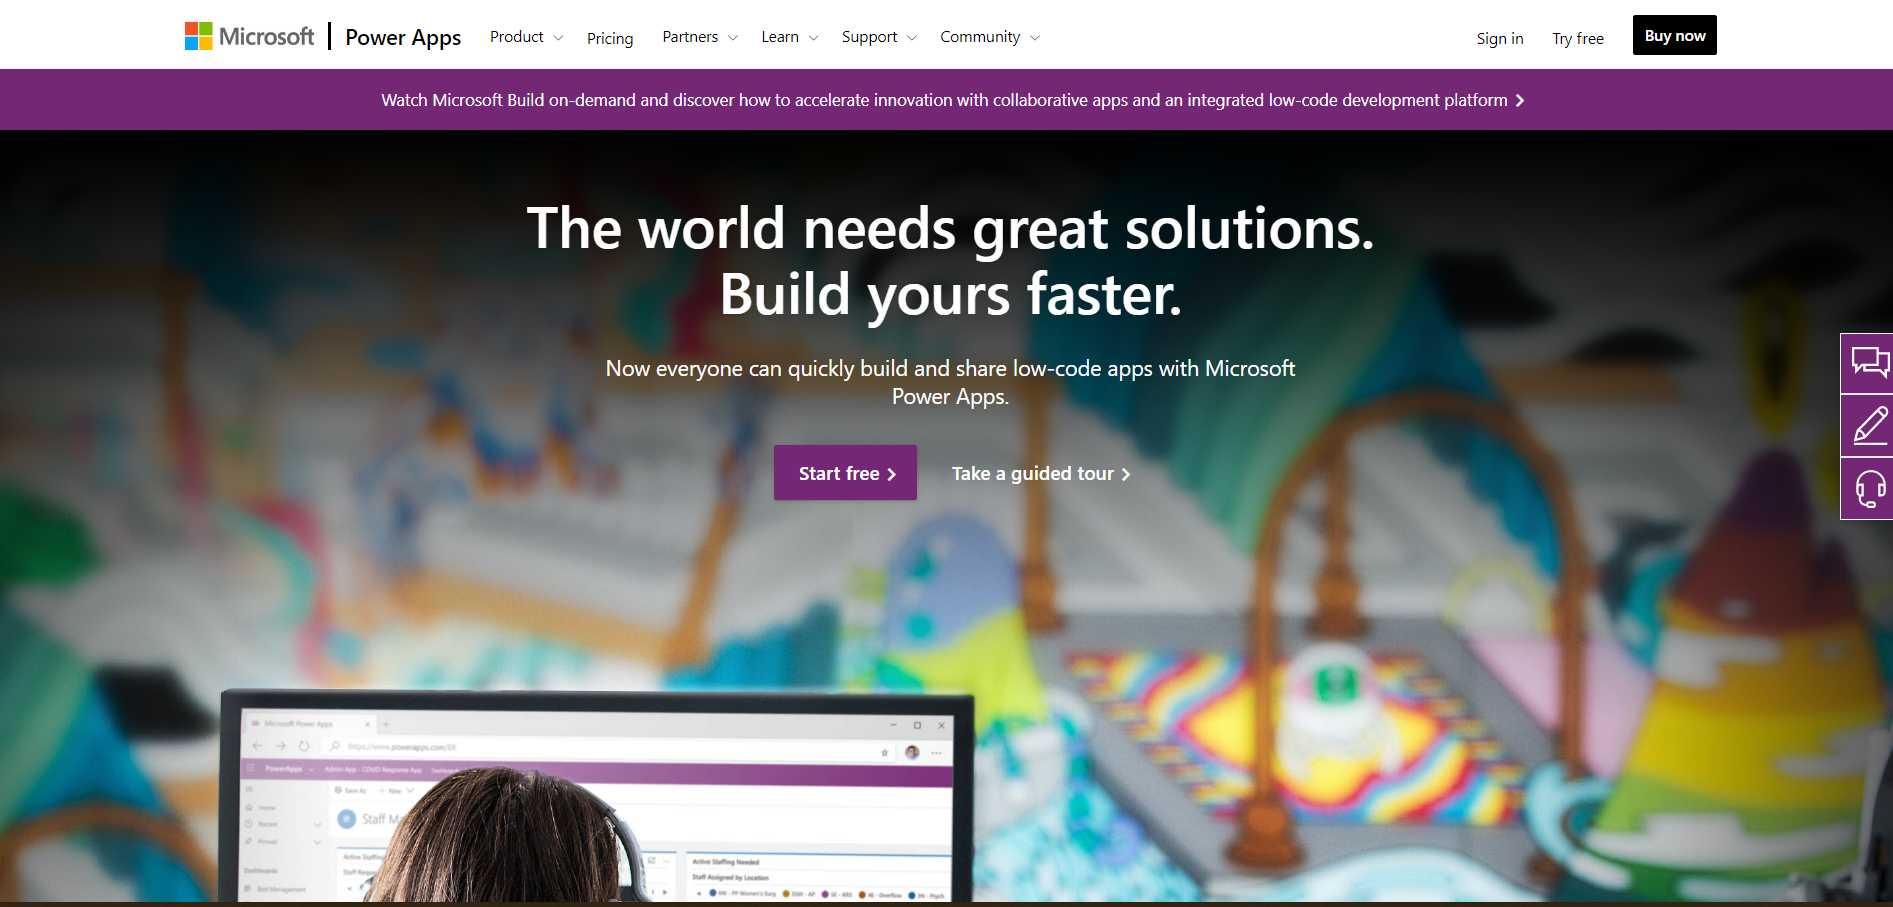 Microsoft
Power Apps
Product
Pricing
Partners
Learn
Support
Community
Sign in
Try free
Buy now
Watch Microsoft Build on-demand and discover how to accelerate innovation with collaborative apps and an integrated low-code development platform
The world needs great solutions.
Build yours faster.
Now everyone can quickly build and share low-code apps with Microsoft
Power Apps.
Start free
Take a guided tour
Microsoft Power Apps
https://www.powerapps.com/ER
PowerApps
Admin App - COVID Response App
Save As
New
Home
Recent
Pinned
Staff
Dashboards
Bed Management
Active Staffing
Active Staffing Needed
Staff Assigned by Location